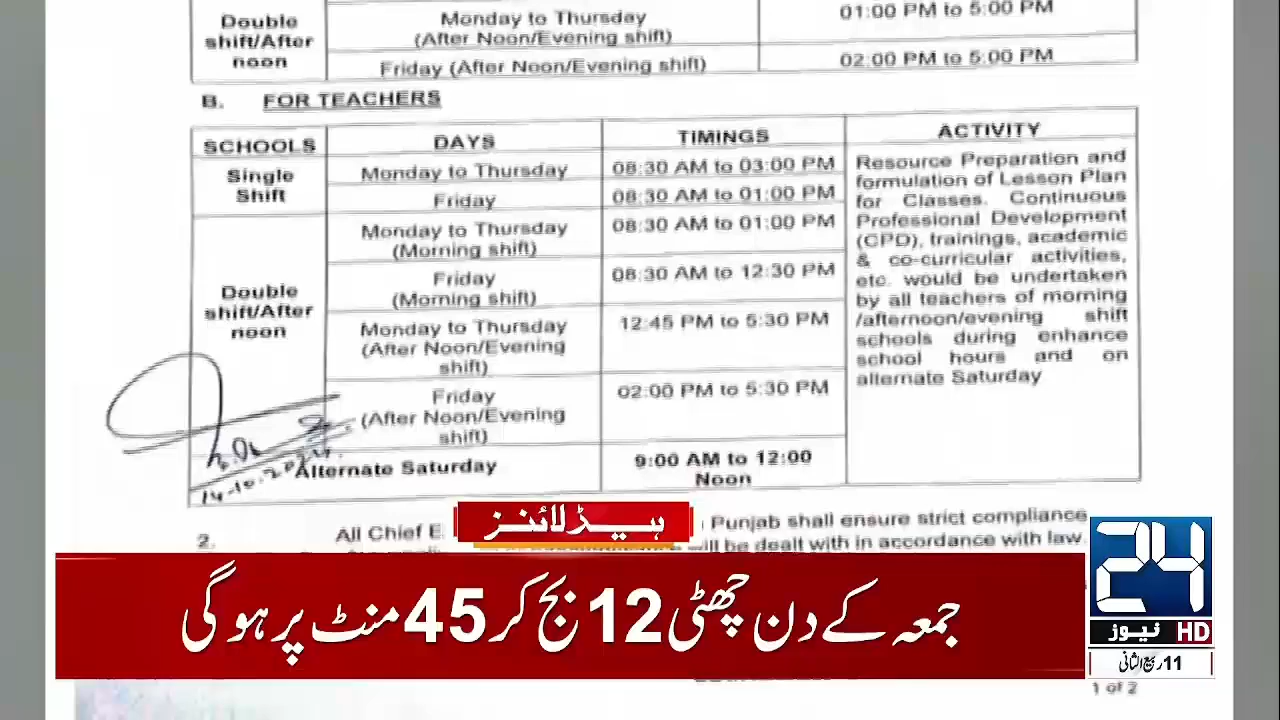 Double shift/After noon
Monday to Thursday (After Noon/Evening shift)
01:00 PM to 5:00 PM
Friday (After Noon/Evening shift)
02:00 PM to 5:00 PM
B. FOR TEACHERS
SCHOOLS DAYS TIMINGS ACTIVITY
Single Shift
Monday to Thursday 08:30 AM to 03:00 PM
Friday 08:30 AM to 01:00 PM
Double shift/After noon
Monday to Thursday (Morning shift) 08:30 AM to 01:00 PM
Friday (Morning shift) 08:30 AM to 12:30 PM
Monday to Thursday (After Noon/Evening shift) 12:45 PM to 5:30 PM
Friday (After Noon/Evening shift) 02:00 PM to 5:30 PM
Alternate Saturday 9:00 AM to 12:00 Noon
Resource Preparation and
formulation of Lesson Plan
for Classes. Continuous
Professional Development
(CPD), trainings, academic
& co-curricular activities,
etc. would be undertaken
by all teachers of morning
/afternoon/evening shift
schools during enhance
school hours and on
alternate Saturday
14-10-2024
2. All Chief E Punjab shall ensure strict compliance
will be dealt with in accordance with law.
ہیڈلائنز
جمعہ کے دن چھٹی 12 بج کر 45 منٹ پر ہوگی
24
نیوز HD
11 ربیع الثانی
1 of 2